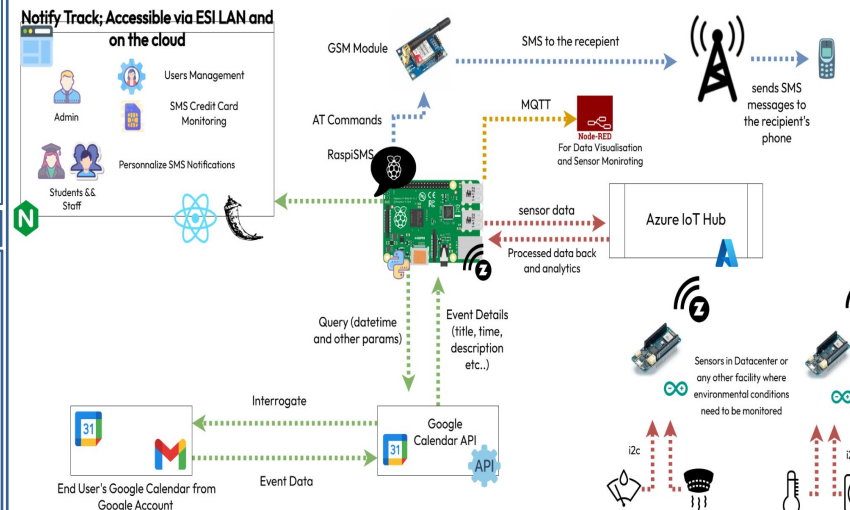 Notify Track; Accessible via ESI LAN and
on the cloud
Admin
Users Management
SMS Credit Card
Monitoring
Personnalize SMS Notifications
Students &&
Staff
N
GSM Module
AT Commands
RaspiSMS
SMS to the recepient
sends SMS
messages to
the recipient's
phone
MQTT
Node-RED
For Data Visualisation
and Sensor Moniroting
sensor data
Processed data back
and analytics
Azure IoT Hub
Query (datetime
and other params)
Event Details
(title, time,
description
etc..)
Interrogate
Event Data
31
End User's Google Calendar from
Google Account
Google
Calendar API
31
API
Sensors in Datacenter or
any other facility where
environmental conditions
need to be monitored
i2c